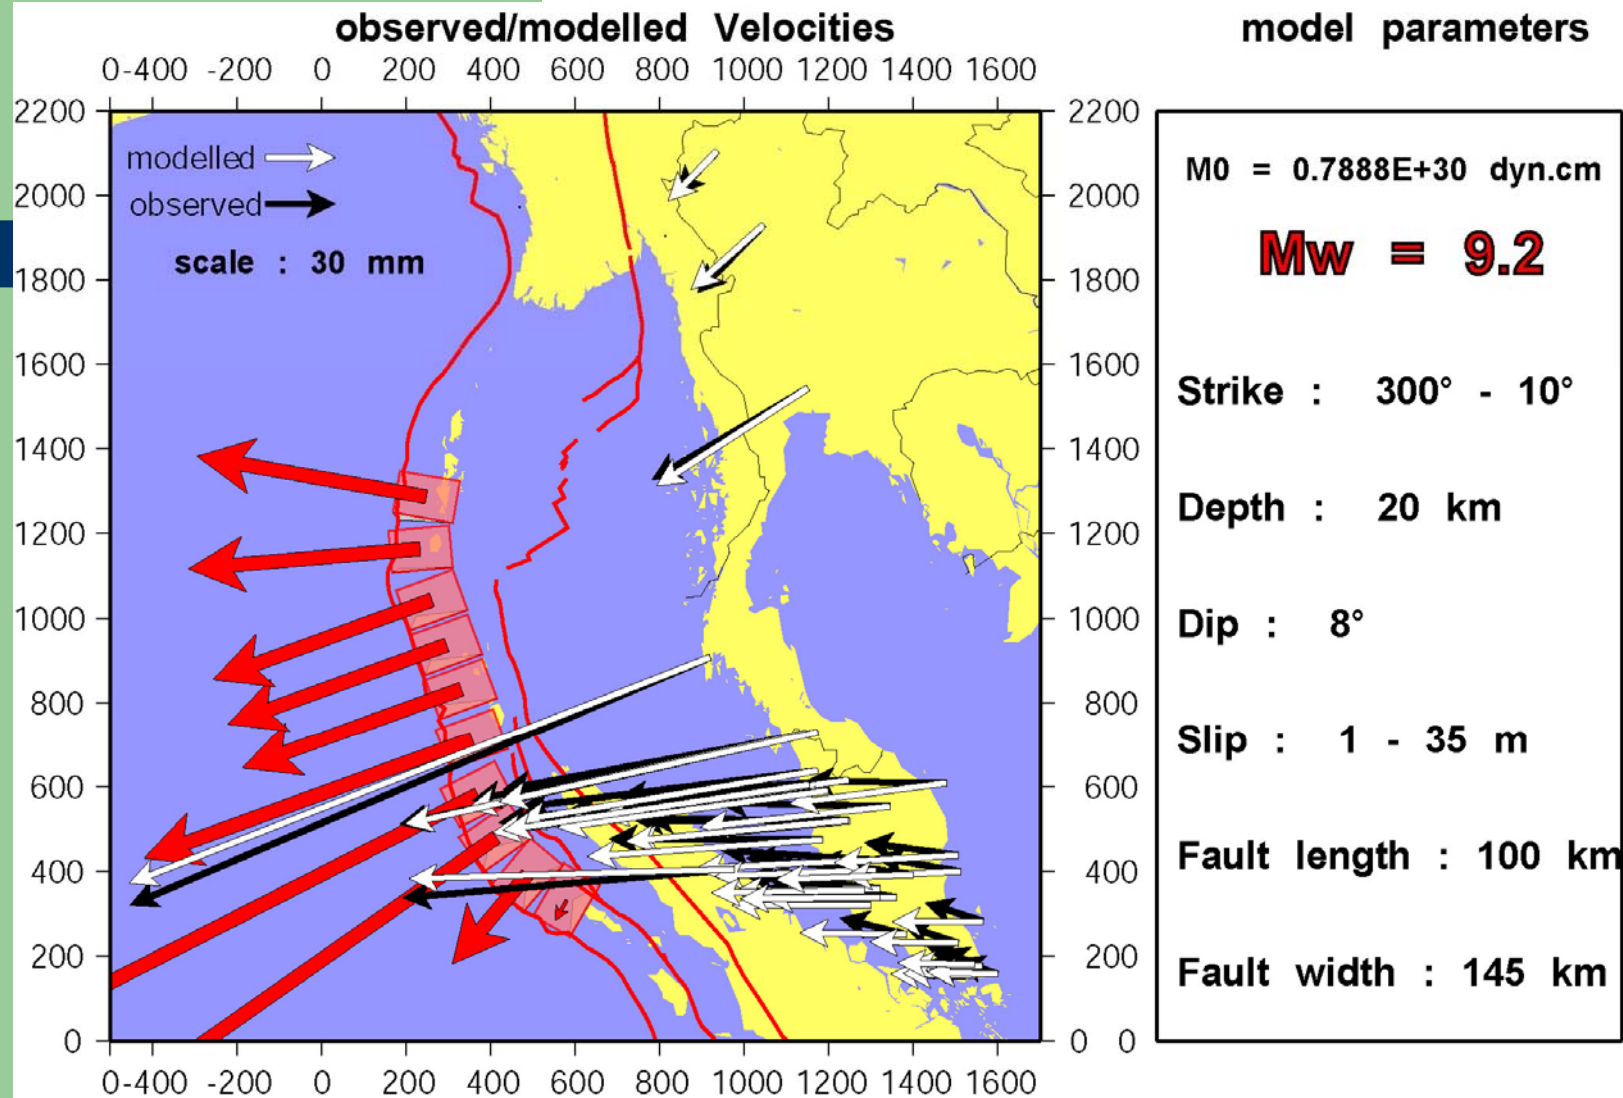 observed/modelled Velocities
model parameters
0-400 -200 0 200 400 600 800 1000 1200 1400 1600
2200 2200
2000 2000
1800 1800
1600 1600
1400 1400
1200 1200
1000 1000
800 800
600 600
400 400
200 200
0 0 0
modelled
observed
scale : 30 mm
0-400 -200 0 200 400 600 800 1000 1200 1400 1600
M0 = 0.7888E+30 dyn.cm
Mw = 9.2
Strike : 300° - 10°
Depth : 20 km
Dip : 8°
Slip : 1 - 35 m
Fault length : 100 km
Fault width : 145 km